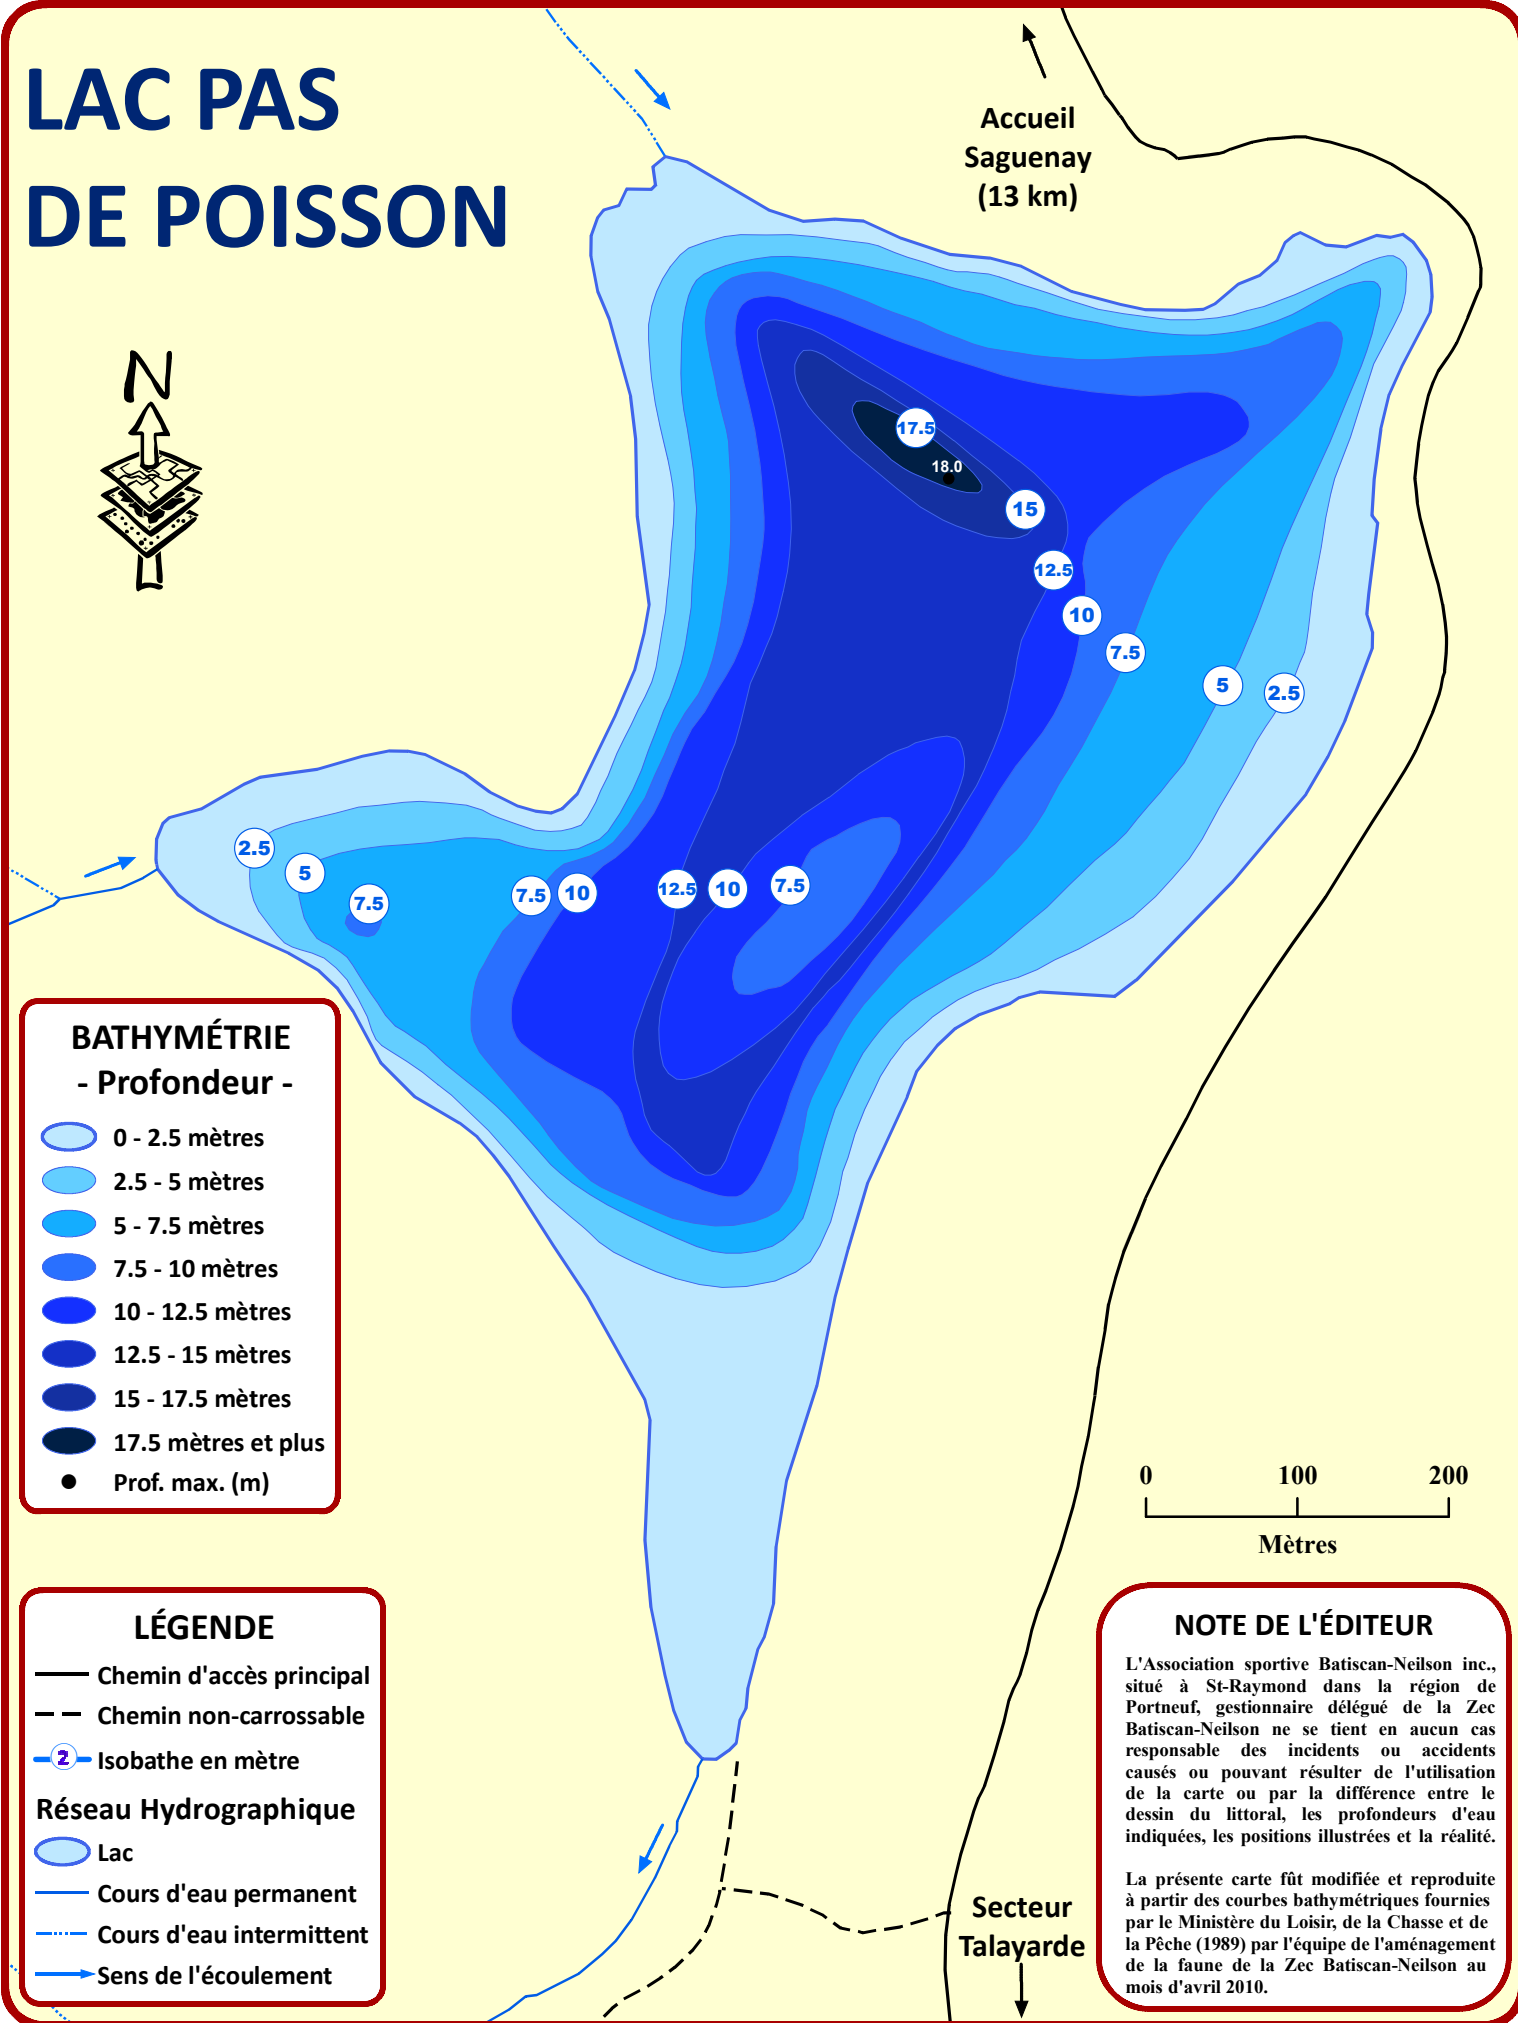 LAC PAS
DE POISSON
Accueil
Saguenay
(13 km)
N
17.5
18.0
15
12.5
10
7.5
5
2.5
2.5
5
7.5
7.5
10
12.5
10
7.5
BATHYMÉTRIE
- Profondeur -
0 - 2.5 mètres
2.5 - 5 mètres
5 - 7.5 mètres
7.5 - 10 mètres
10 - 12.5 mètres
12.5 - 15 mètres
15 - 17.5 mètres
17.5 mètres et plus
Prof. max. (m)
0 100 200
Mètres
LÉGENDE
Chemin d'accès principal
Chemin non-carrossable
2 Isobathe en mètre
Réseau Hydrographique
Lac
Cours d'eau permanent
Cours d'eau intermittent
Sens de l'écoulement
Secteur
Talayarde
NOTE DE L'ÉDITEUR
L'Association sportive Batiscan-Neilson inc.,
situé à St-Raymond dans la région de
Portneuf, gestionnaire délégué de la Zec
Batiscan-Neilson ne se tient en aucun cas
responsable des incidents ou accidents
causés ou pouvant résulter de l'utilisation
de la carte ou par la différence entre le
dessin du littoral, les profondeurs d'eau
indiquées, les positions illustrées et la réalité.
La présente carte fût modifiée et reproduite
à partir des courbes bathymétriques fournies
par le Ministère du Loisir, de la Chasse et de
la Pêche (1989) par l'équipe de l'aménagement
de la faune de la Zec Batiscan-Neilson au
mois d'avril 2010.